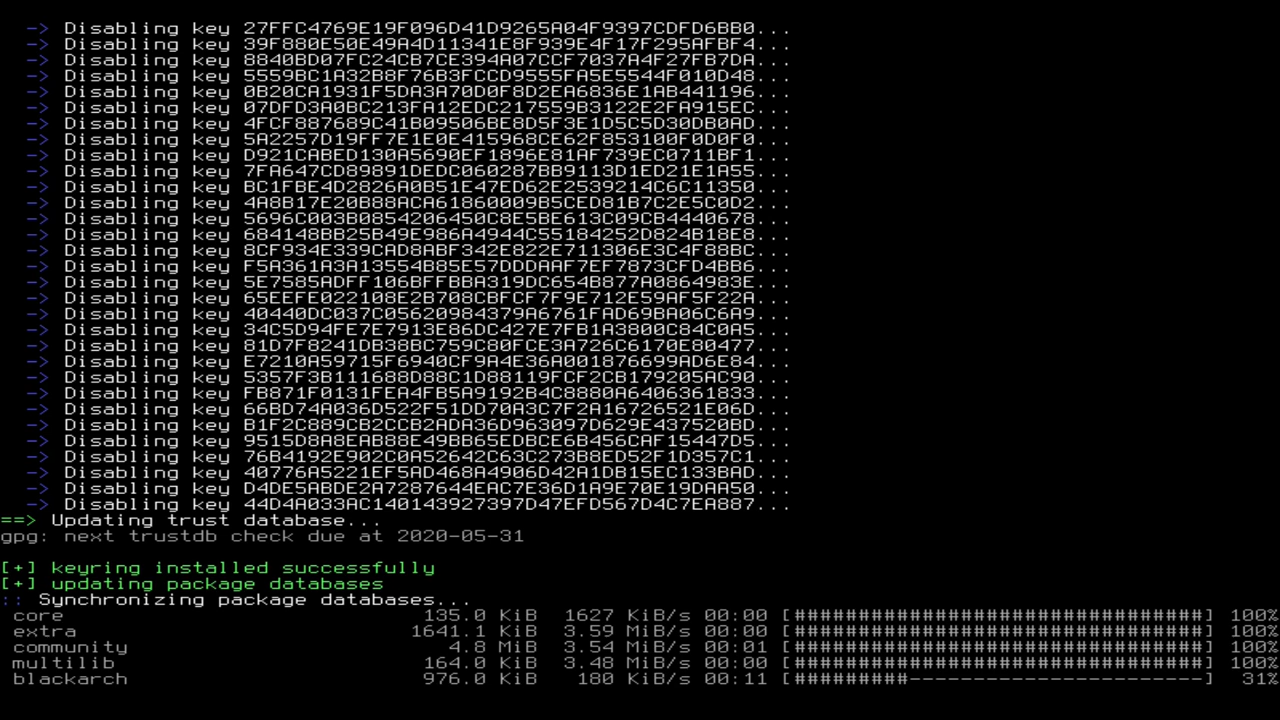 -> Disabling key 27FFC4769E19F096D41D9265A04F9397CDFD6BB0...
-> Disabling key 39F880E50E49A4D11341E8F939E4F17F295AFBF4...
-> Disabling key 8840BD07FC24CB7CE394A07CCF7037A4F27FB7DA...
-> Disabling key 5559BC1A32B8F76B3FCCD9555FA5E5544F010D48...
-> Disabling key 0B20CA1931F5DA3A70D0F8D2EA6836E1AB441196...
-> Disabling key 07DFD3A0BC213FA12EDC217559B3122E2FA915EC...
-> Disabling key 4FCF887689C41B09506BE8D5F3E1D5C5D30DB0AD...
-> Disabling key 5A2257D19FF7E1E0E415968CE62F853100F0D0F0...
-> Disabling key D921CABED130A5690EF1896E81AF739EC0711BF1...
-> Disabling key 7FA647CD89891DEDC060287BB9113D1ED21E1A55...
-> Disabling key BC1FBE4D2826A0B51E47ED62E2539214C6C11350...
-> Disabling key 4A8B17E20B88ACA61860009B5CED81B7C2E5C0D2...
-> Disabling key 5696C003B0854206450C8E5BE613C09CB4440678...
-> Disabling key 684148BB25B49E986A4944C55184252D824B18E8...
-> Disabling key 8CF934E339CAD8ABF342E822E711306E3C4F88BC...
-> Disabling key F5A361A3A13554B85E57DDDAAF7EF7873CFD4BB6...
-> Disabling key 5E7585ADFF106BFFBBA319DC654B877A0864983E...
-> Disabling key 65EEFE022108E2B708CBFCF7F9E712E59AF5F22A...
-> Disabling key 40440DC037C05620984379A6761FAD69BA06C6A9...
-> Disabling key 34C5D94FE7E7913E86DC427E7FB1A3800C84C0A5...
-> Disabling key 81D7F8241DB38BC759C80FCE3A726C6170E80477...
-> Disabling key E7210A59715F6940CF9A4E36A001876699AD6E84...
-> Disabling key 5357F3B111688D88C1D88119FCF2CB179205AC90...
-> Disabling key FB871F0131FEA4FB5A9192B4C8880A6406361833...
-> Disabling key 66BD74A036D522F51DD70A3C7F2A16726521E06D...
-> Disabling key B1F2C889CB2CCB2ADA36D963097D629E437520BD...
-> Disabling key 9515D8A8EAB88E49BB65EDBCE6B456CAF15447D5...
-> Disabling key 76B4192E902C0A52642C63C273B8ED52F1D357C1...
-> Disabling key 40776A5221EF5AD468A4906D42A1DB15EC133BAD...
-> Disabling key D4DE5ABDE2A7287644EAC7E36D1A9E70E19DAA50...
-> Disabling key 44D4A033AC140143927397D47EFD567D4C7EA887...
==> Updating trust database...
gpg: next trustdb check due at 2020-05-31
[+] keyring installed successfully
[+] updating package databases
:: Synchronizing package databases...
core 135.0 KiB 1627 KiB/s 00:00 [################################] 100%
extra 1641.1 KiB 3.59 MiB/s 00:00 [################################] 100%
community 4.8 MiB 3.54 MiB/s 00:01 [################################] 100%
multilib 164.0 KiB 3.48 MiB/s 00:00 [################################] 100%
blackarch 976.0 KiB 180 KiB/s 00:11 [#########-----------------------] 31%